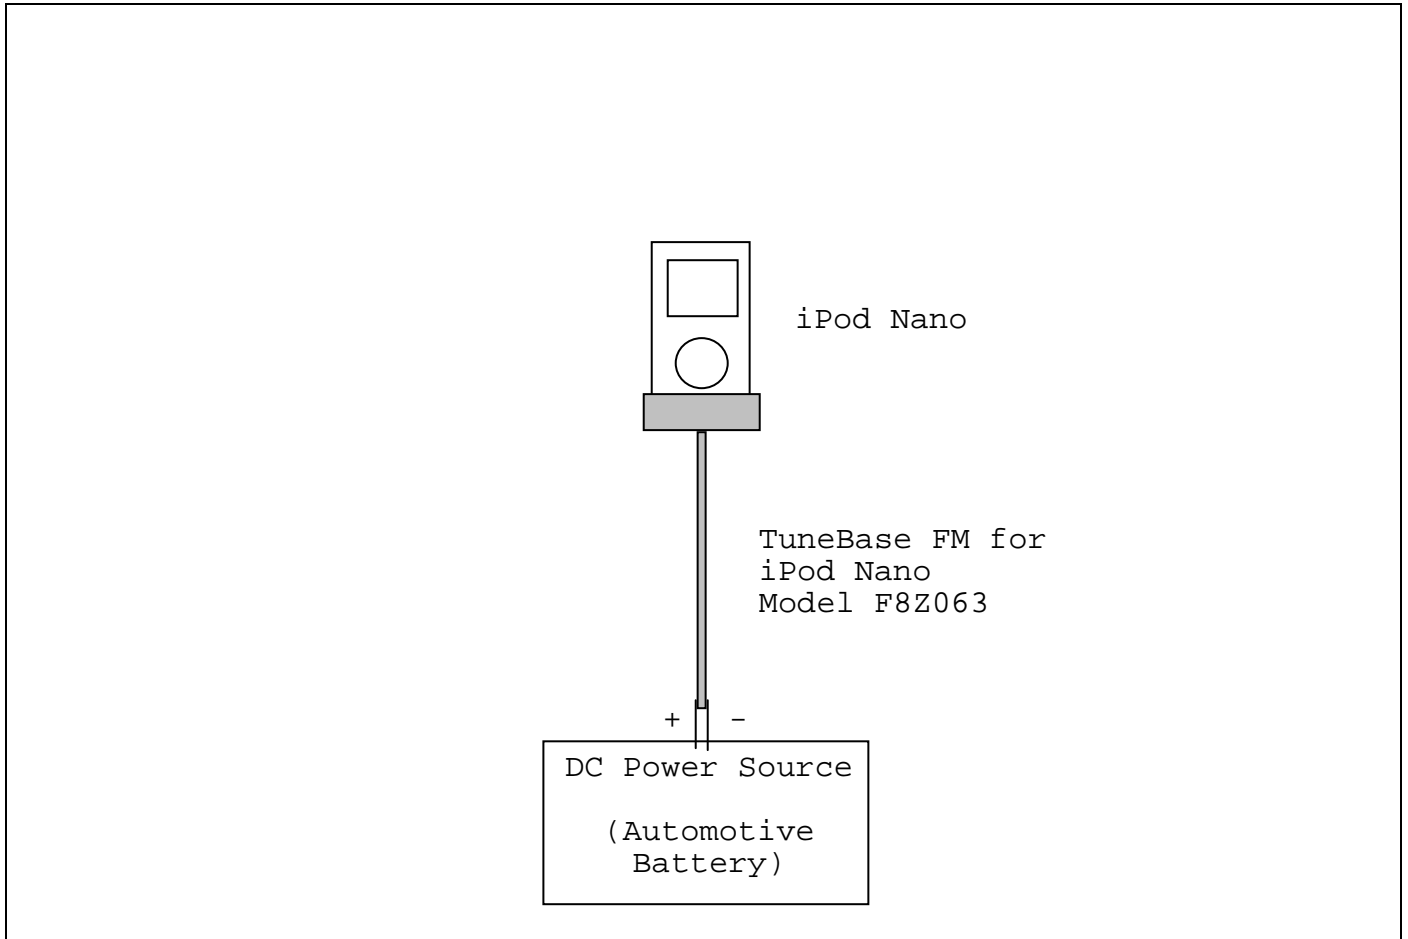 iPod Nano
TuneBase FM for
iPod Nano
Model F8Z063
+ -
DC Power Source
(Automotive
Battery)